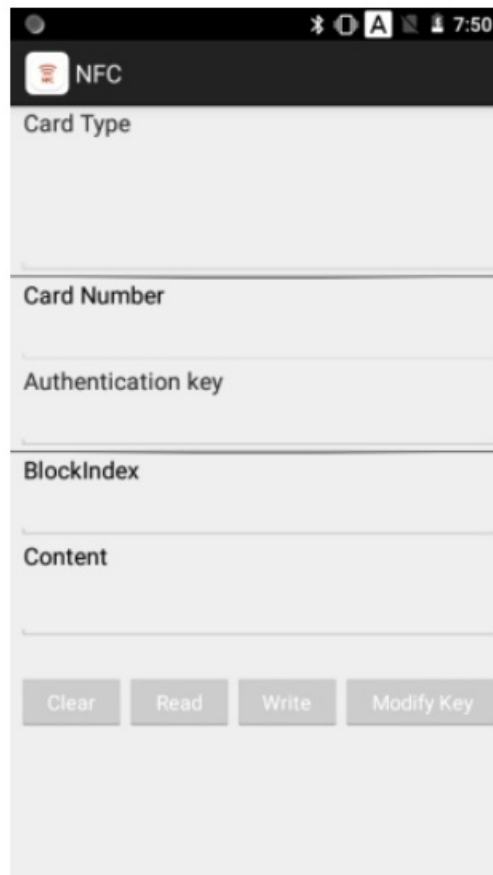 A 7:50
NFC
Card Type
Card Number
Authentication key
BlockIndex
Content
Clear Read Write Modify Key